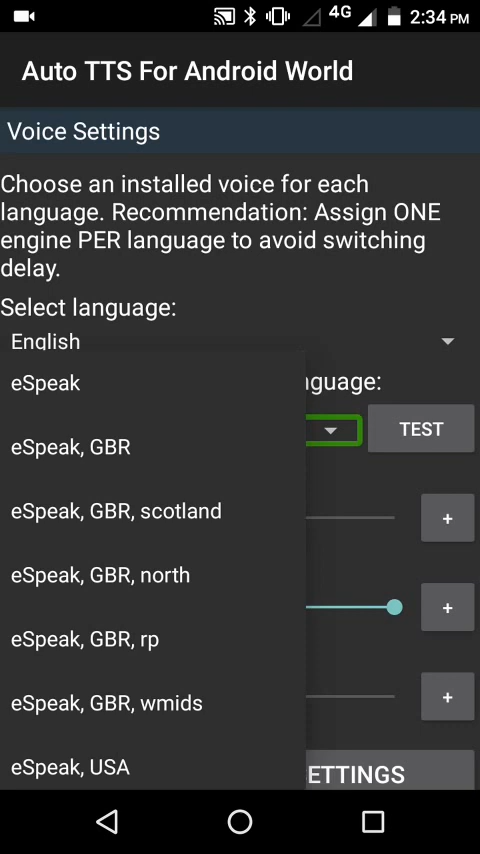 4G 2:34 PM
Auto TTS For Android World
Voice Settings
Choose an installed voice for each
language. Recommendation: Assign ONE
engine PER language to avoid switching
delay.
Select language:
English
eSpeak
nguage:
TEST
eSpeak, GBR
eSpeak, GBR, scotland
+
eSpeak, GBR, north
+
eSpeak, GBR, rp
eSpeak, GBR, wmids
+
eSpeak, USA
ETTINGS